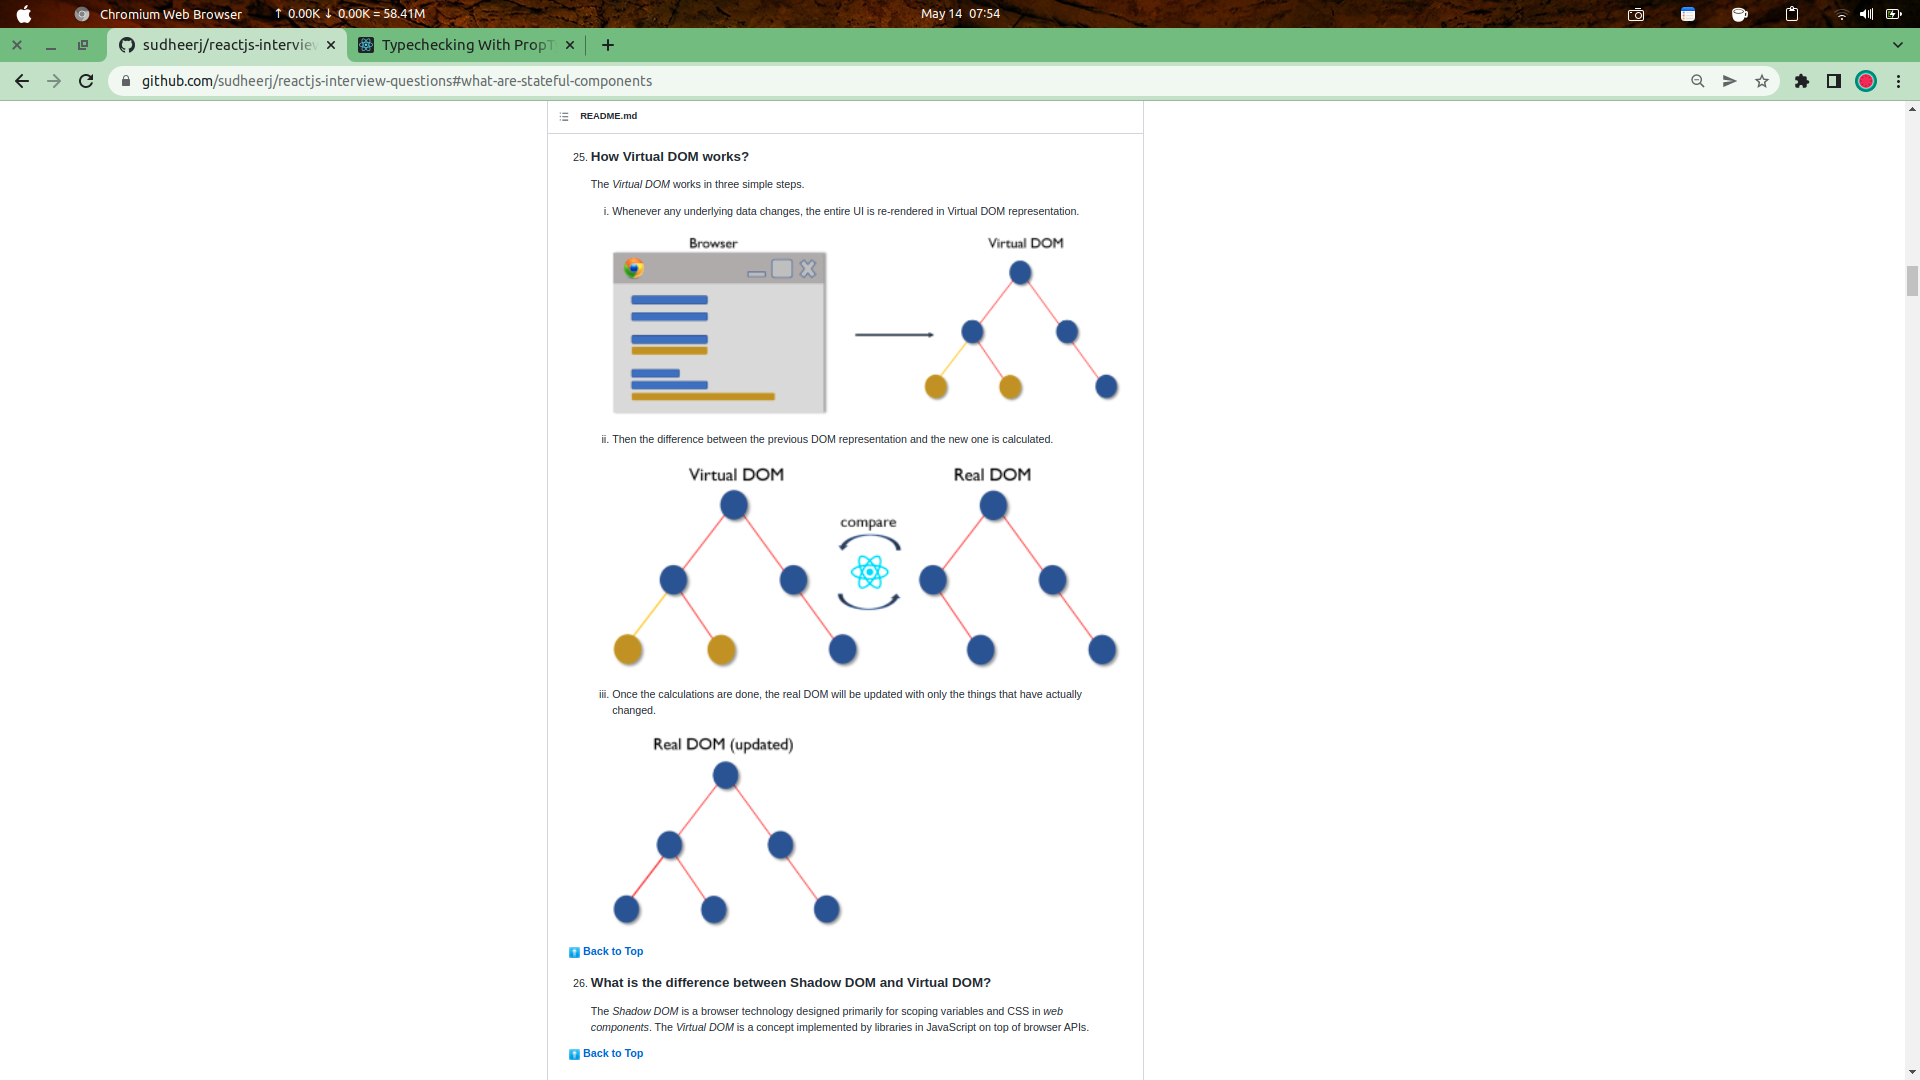 Chromium Web Browser
↑ 0.00K ↓ 0.00K = 58.41M
May 14 07:54
sudheerj/reactjs-interview
Typechecking With PropT
github.com/sudheerj/reactjs-interview-questions#what-are-stateful-components
README.md
25. How Virtual DOM works?
The Virtual DOM works in three simple steps.
i. Whenever any underlying data changes, the entire UI is re-rendered in Virtual DOM representation.
Browser
Virtual DOM
ii. Then the difference between the previous DOM representation and the new one is calculated.
Virtual DOM
Real DOM
compare
iii. Once the calculations are done, the real DOM will be updated with only the things that have actually
changed.
Real DOM (updated)
Back to Top
26. What is the difference between Shadow DOM and Virtual DOM?
The Shadow DOM is a browser technology designed primarily for scoping variables and CSS in web
components. The Virtual DOM is a concept implemented by libraries in JavaScript on top of browser APIs.
Back to Top